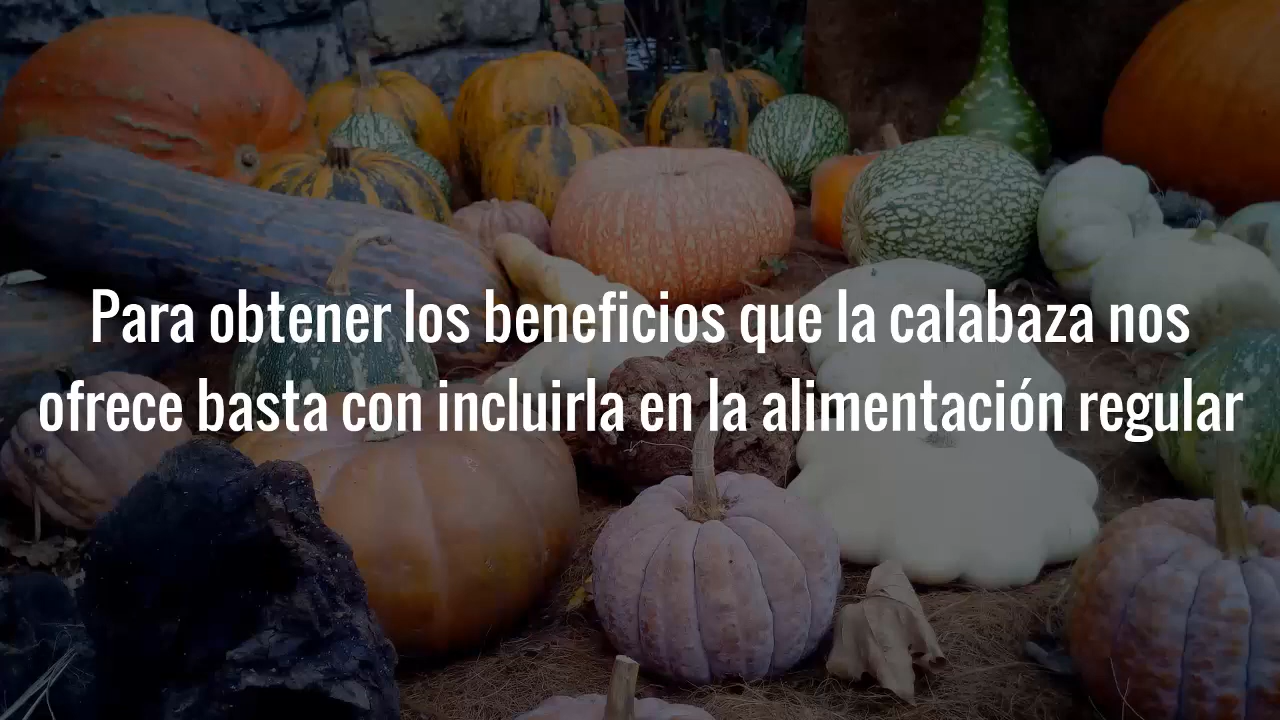 Para obtener los beneficios que la calabaza nos
ofrece basta con incluirla en la alimentación regular